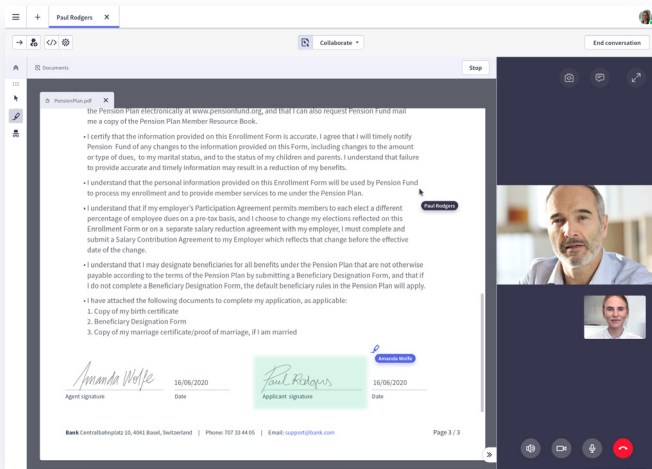 Paul Rodgers
Collaborate
End conversation
Documents
Stop
PensionPlan.pdf
the Pension Plan electronically at www.pensionfund.org, and that I can also request Pension Fund mail
me a copy of the Pension Plan Member Resource Book.
• I certify that the information provided on this Enrollment Form is accurate. I agree that I will timely notify
Pension Fund of any changes to the information provided on this Form, including changes to the amount
or type of dues, to my marital status, and to the status of my children and parents. I understand that failure
to provide accurate and timely information may result in a reduction of my benefits.
• I understand that the personal information provided on this Enrollment Form will be used by Pension Fund
to process my enrollment and to provide member services to me under the Pension Plan.
Paul Rodgers
• I understand that if my employer's Participation Agreement permits members to each elect a different
percentage of employee dues on a pre-tax basis, and I choose to change my elections reflected on this
Enrollment Form or on a separate salary reduction agreement with my employer, I must complete and
submit a Salary Contribution Agreement to my Employer which reflects that change before the effective
date of the change.
• I understand that I may designate beneficiaries for all benefits under the Pension Plan that are not otherwise
payable according to the terms of the Pension Plan by submitting a Beneficiary Designation Form, and that if
I do not complete a Beneficiary Designation Form, the default beneficiary rules in the Pension Plan will apply.
• I have attached the following documents to complete your application, as applicable:
1. Copy of my birth certificate
2. Beneficiary Designation Form
3. Copy of my marriage certificate/proof of marriage, if I am married
Amanda Wolfe
Amanda Wolfe 16/06/2020 Paul Rodgers 16/06/2020
Agent signature Date Applicant signature Date
Bank Centralbahnplatz 10, 4041 Basel, Switzerland | Phone: 707 33 44 05 | Email: support@bank.com Page 3 / 3